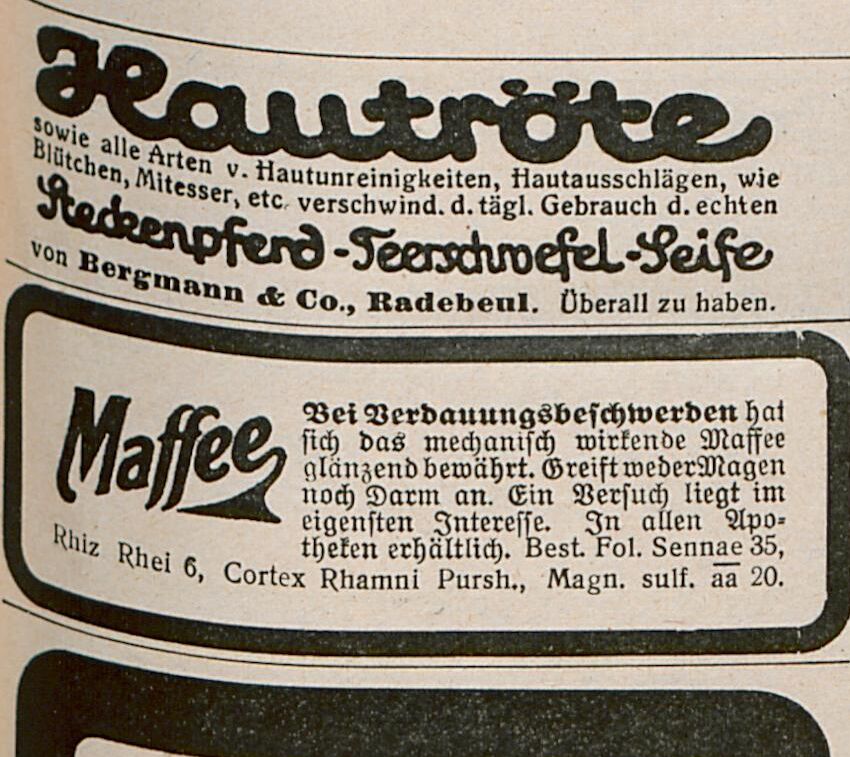 Hautröte
sowie alle Arten v. Hautunreinigkeiten, Hautausschlägen, wie
Blütchen, Mitesser, etc. verschwind. d. tägl. Gebrauch d. echten
Steckenpferd-Teerschwefel-Seife
von Bergmann & Co., Radebeul. Überall zu haben.
Maffee
Bei Verdauungsbeschwerden hat
sich das mechanisch wirkende Maffee
glänzend bewährt. Greift weder Magen
noch Darm an. Ein Versuch liegt im
eigensten Interesse. In allen Apo-
theken erhältlich. Best. Fol. Sennae 35,
Rhiz Rhei 6, Cortex Rhamni Pursh., Magn. sulf. a̅a̅ 20.